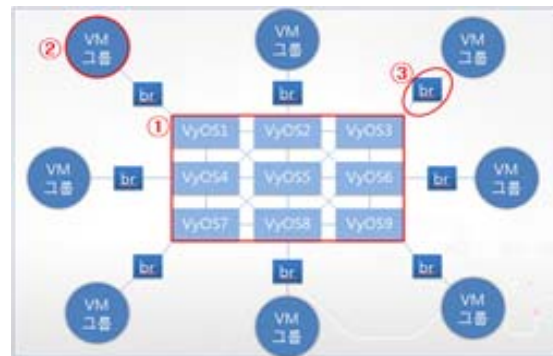 ② VM 그룹
VM 그룹
VM 그룹
③
br
br
br
①
VyOS1 VyOS2 VyOS3
VM 그룹
br
VyOS4 VyOS5 VyOS6
br
VM 그룹
VyOS7 VyOS8 VyOS9
br
br
br
VM 그룹
VM 그룹
VM 그룹